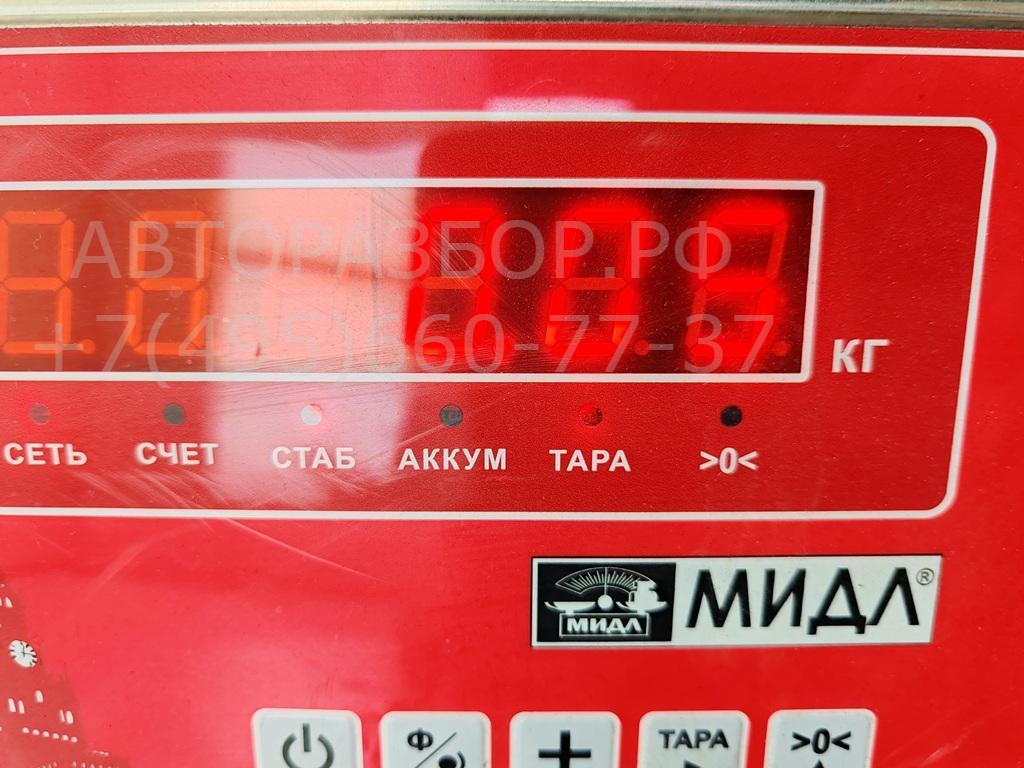 АВТОРАЗБОР.РФ
+7(495)660-77-37
КГ
СЕТЬ СЧЕТ СТАБ АККУМ ТАРА >0<
МИДЛ МИДЛ®
Ф ТАРА >0<